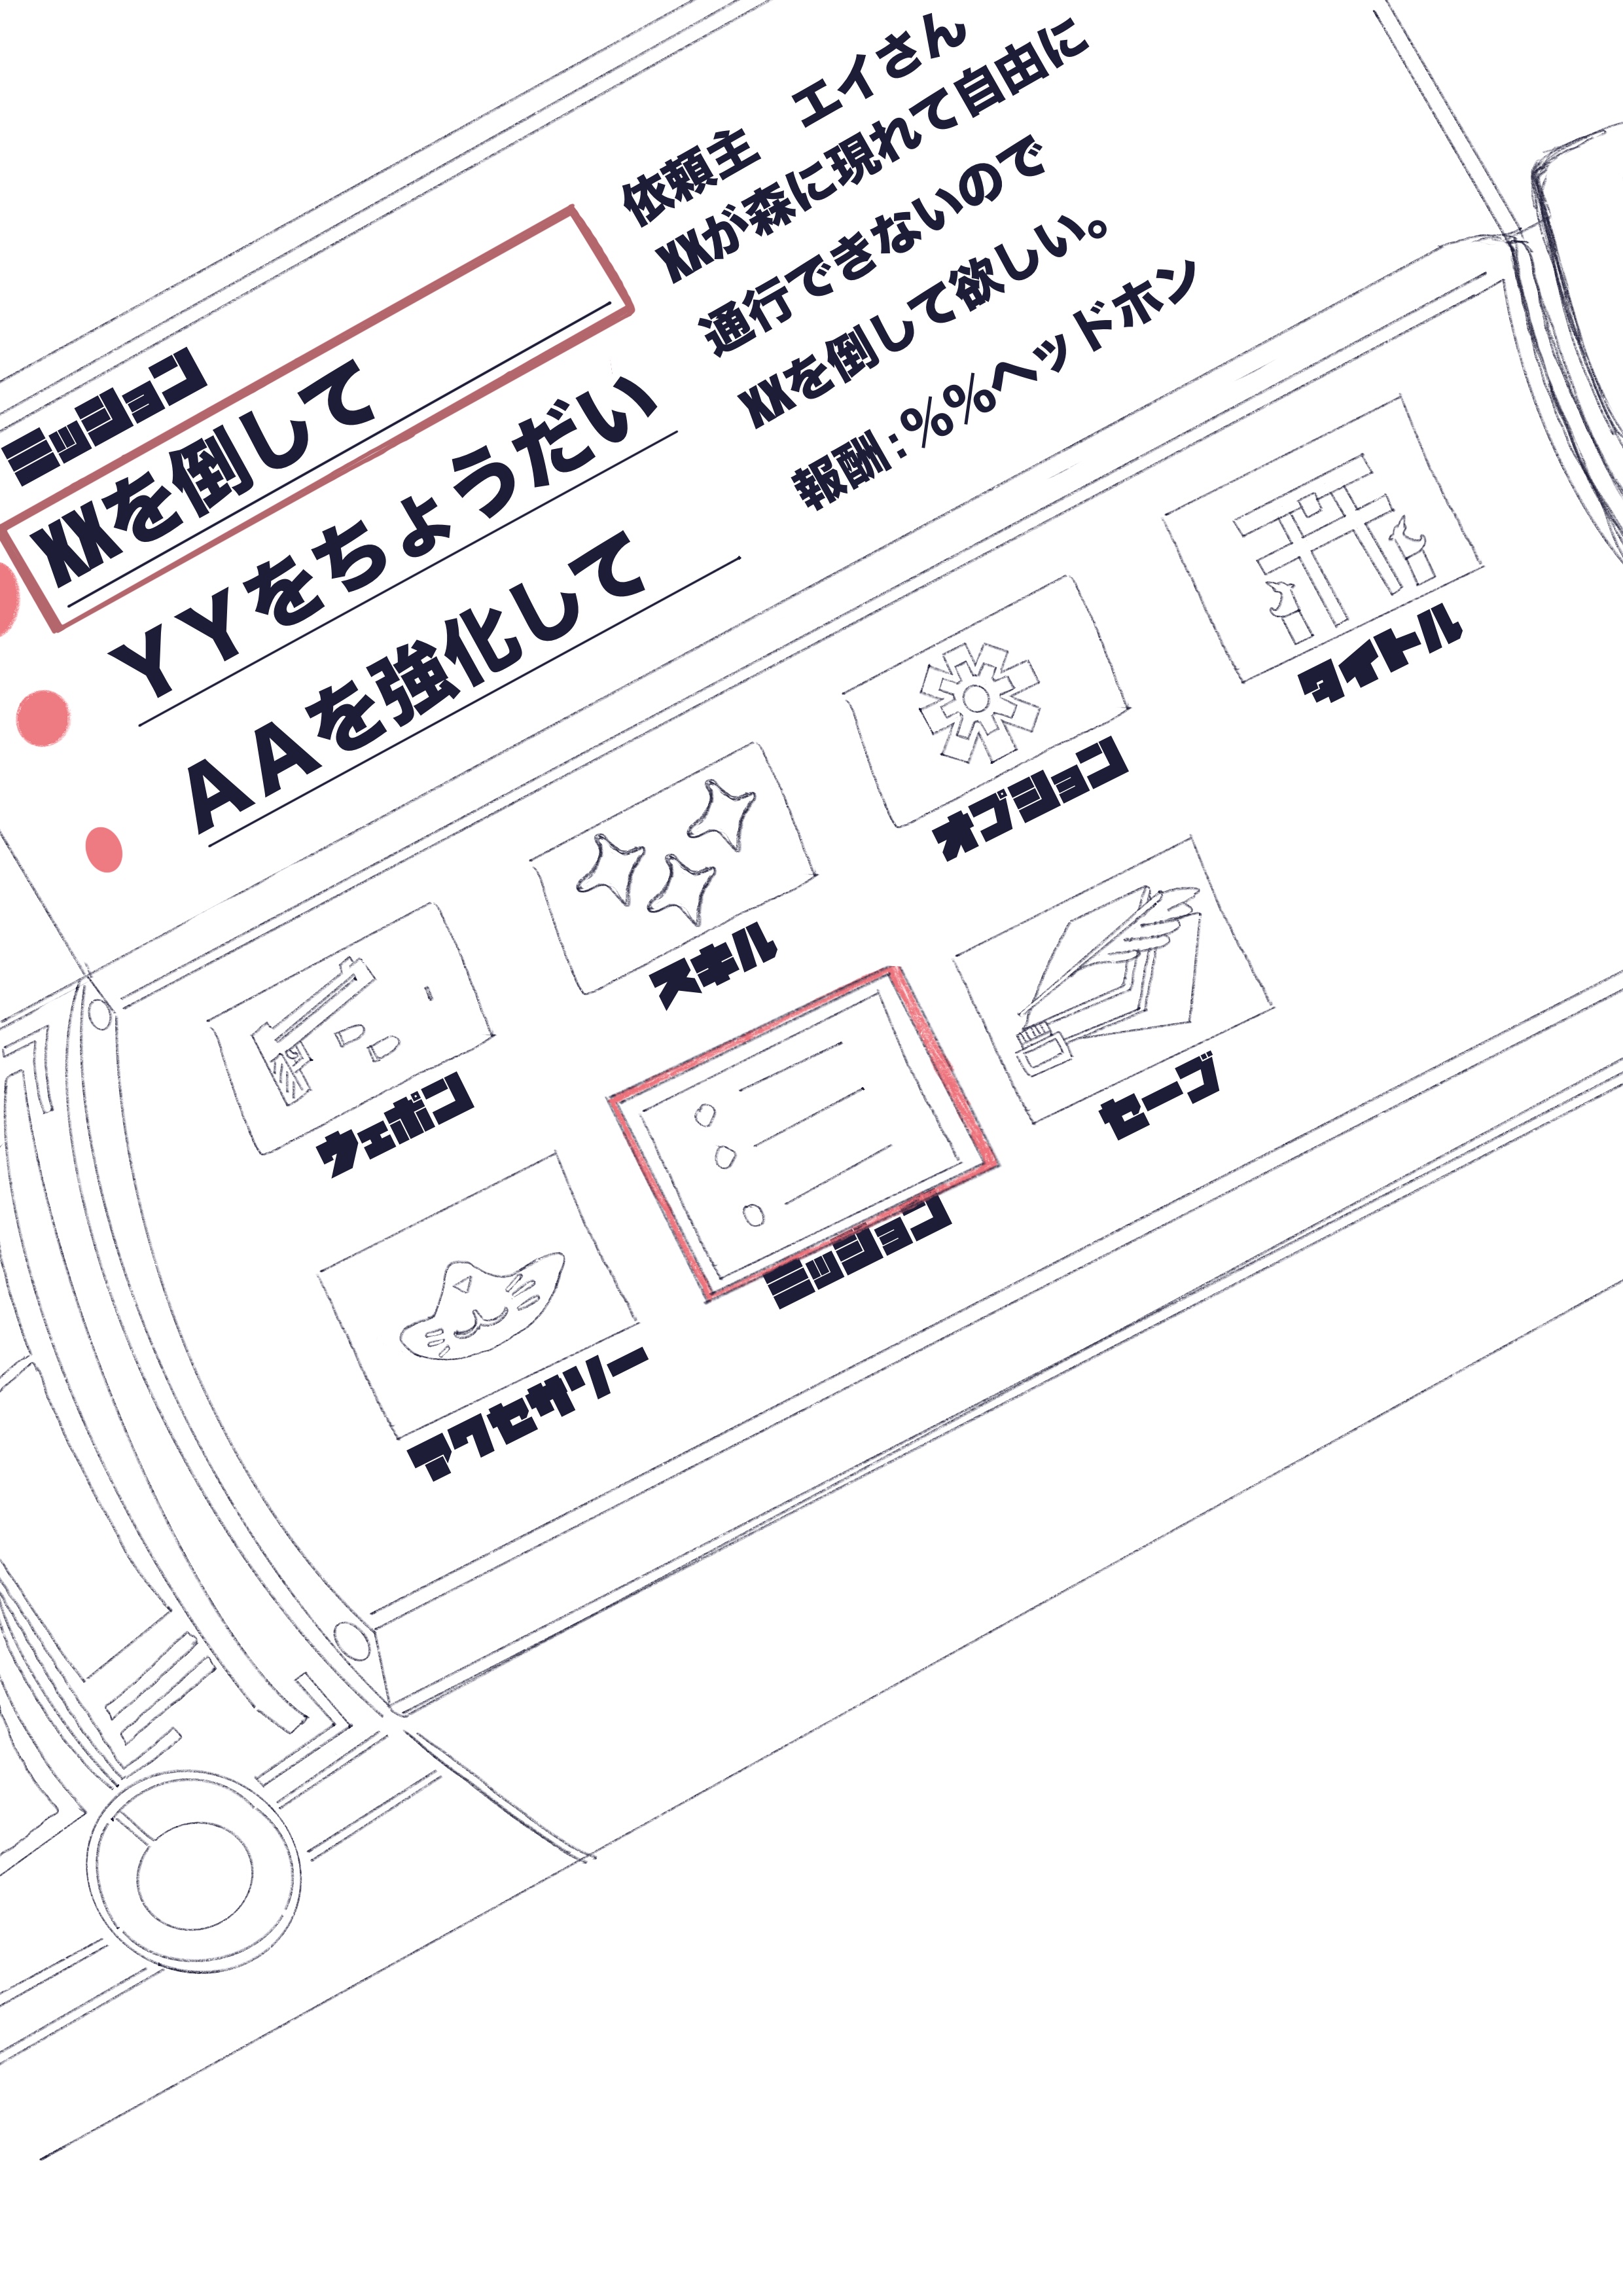 ミッション
XXを倒して
YYをちょうだい
AAを強化して
依頼主　エイさん
XXが森に現れて自由に
通行できないので
XXを倒して欲しい。
報酬:%%ヘッドホン
ウェポン
スキル
オプション
タイトル
アクセサリー
ミッション
セーブ